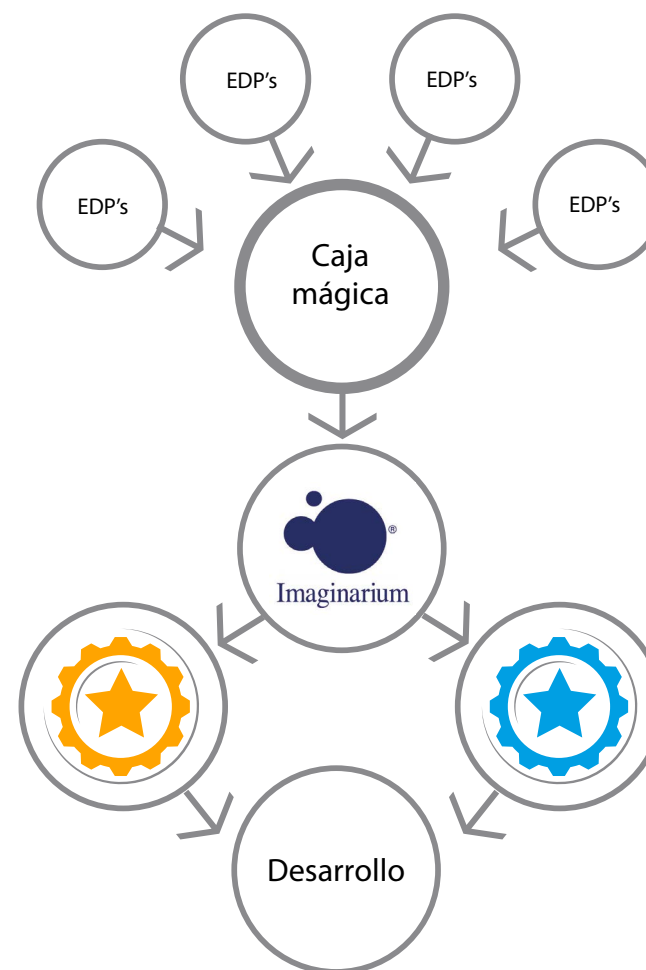 EDP's
EDP's
EDP's
EDP's
Caja
mágica
®
Imaginarium
Desarrollo